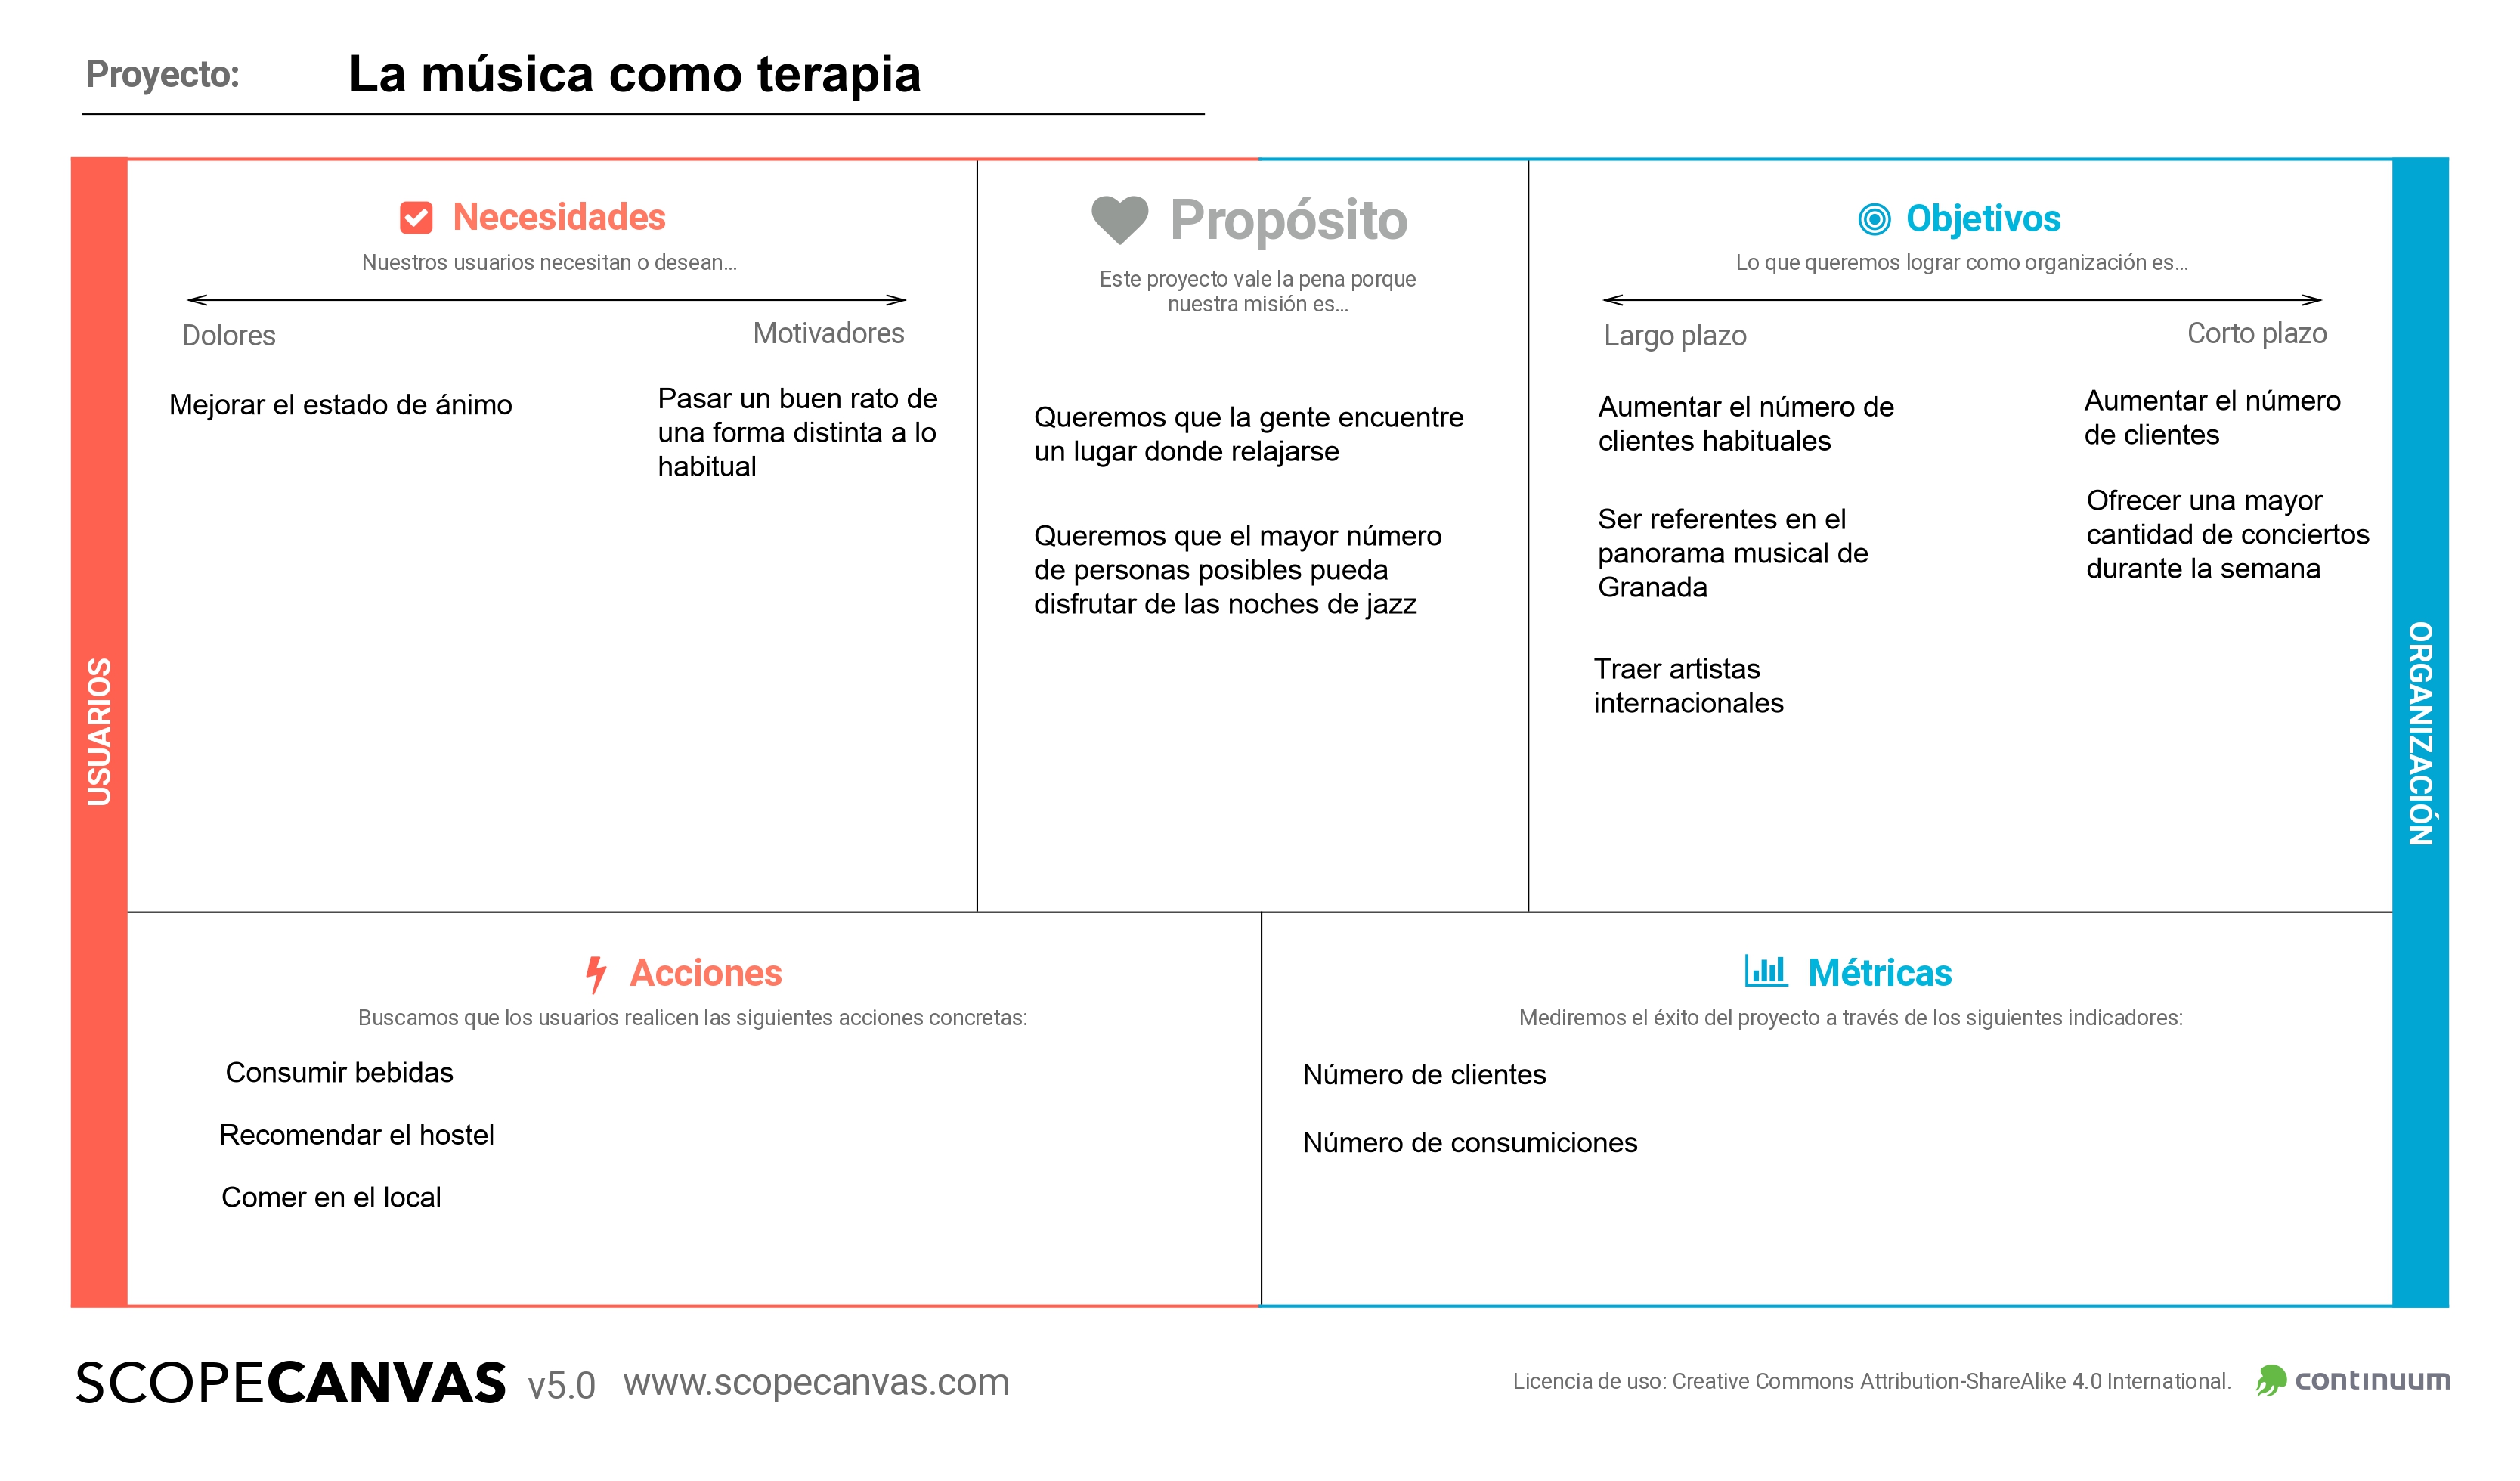 Proyecto: La música como terapia
USUARIOS
Necesidades
Nuestros usuarios necesitan o desean...
Dolores Motivadores
Mejorar el estado de ánimo
Pasar un buen rato de
una forma distinta a lo
habitual
Propósito
Este proyecto vale la pena porque
nuestra misión es...
Queremos que la gente encuentre
un lugar donde relajarse
Queremos que el mayor número
de personas posibles pueda
disfrutar de las noches de jazz
Objetivos
Lo que queremos lograr como organización es...
Largo plazo Corto plazo
Aumentar el número de
clientes habituales
Ser referentes en el
panorama musical de
Granada
Traer artistas
internacionales
Aumentar el número
de clientes
Ofrecer una mayor
cantidad de conciertos
durante la semana
ORGANIZACIÓN
Acciones
Buscamos que los usuarios realicen las siguientes acciones concretas:
Consumir bebidas
Recomendar el hostel
Comer en el local
Métricas
Mediremos el éxito del proyecto a través de los siguientes indicadores:
Número de clientes
Número de consumiciones
SCOPECANVAS v5.0 www.scopecanvas.com
Licencia de uso: Creative Commons Attribution-ShareAlike 4.0 International. continuum